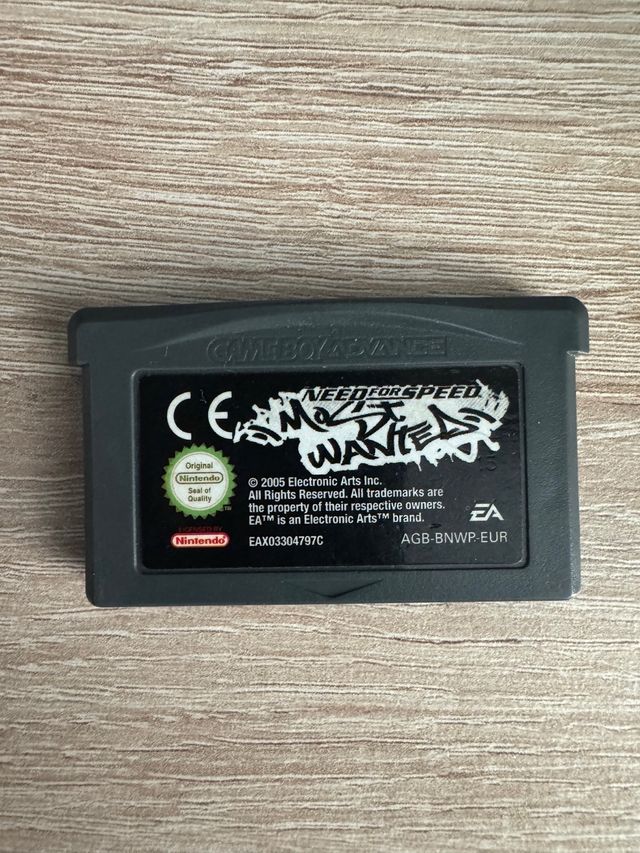 GAME BOY ADVANCE
CE
NEED FOR SPEED
MOST
WANTED
Original
Nintendo
Seal of
Quality
TM
© 2005 Electronic Arts Inc.
All Rights Reserved. All trademarks are
the property of their respective owners.
EA™ is an Electronic Arts™ brand.
EA
LICENSED BY
Nintendo
EAX03304797C
AGB-BNWP-EUR